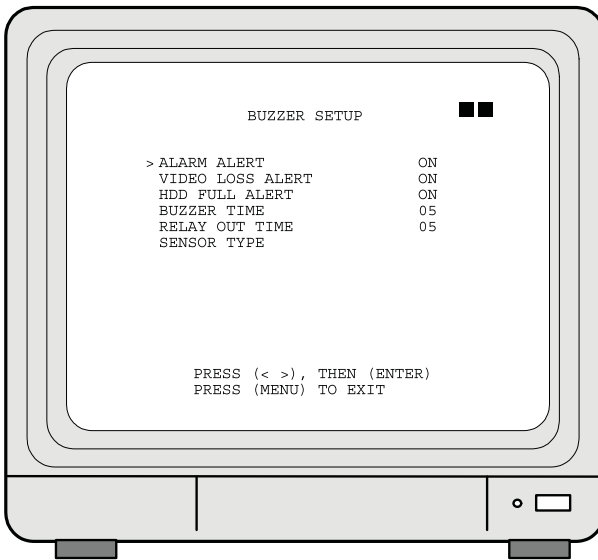 BUZZER SETUP
> ALARM ALERT ON
VIDEO LOSS ALERT ON
HDD FULL ALERT ON
BUZZER TIME 05
RELAY OUT TIME 05
SENSOR TYPE
PRESS (< >), THEN (ENTER)
PRESS (MENU) TO EXIT